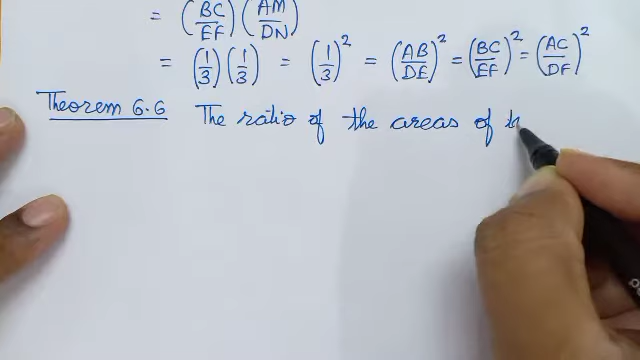 = (BC/EF) (AM/DN)
= (1/3) (1/3) = (1/3)² = (AB/DE)² = (BC/EF)² = (AC/DF)²
Theorem 6.6 The ratio of the areas of